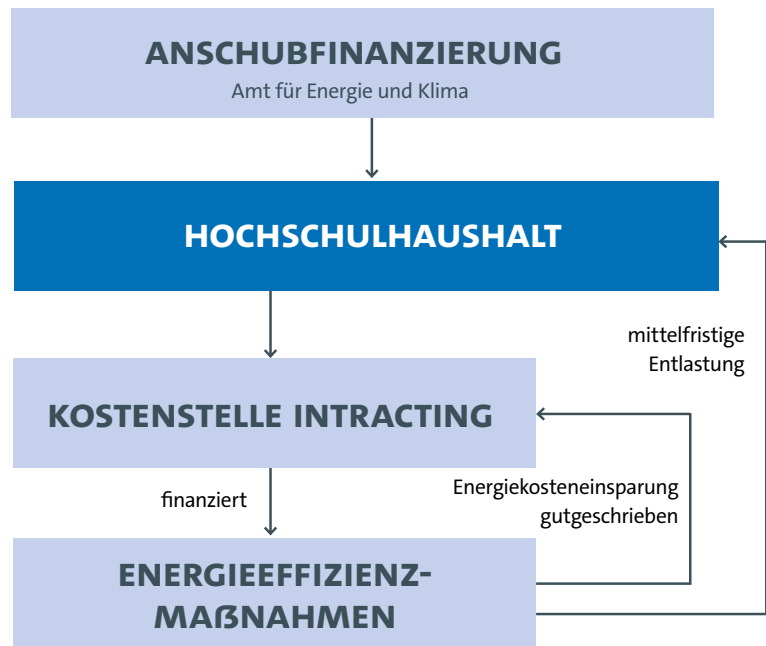 ANSCHUBFINANZIERUNG
Amt für Energie und Klima
HOCHSCHULHAUSHALT
mittelfristige
Entlastung
KOSTENSTELLE INTRACTING
finanziert
Energiekosteneinsparung
gutgeschrieben
ENERGIEEFFIZIENZ-
MAẞNAHMEN